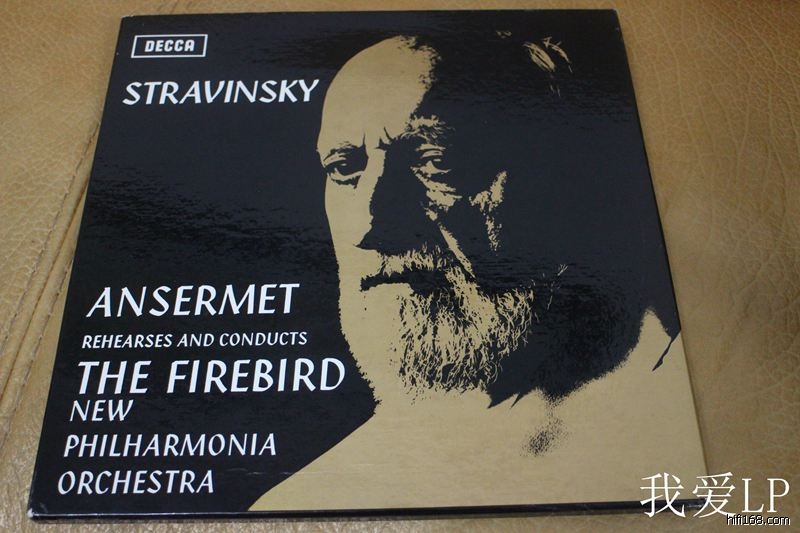 DECCA
STRAVINSKY
ANSERMET
REHEARSES AND CONDUCTS
THE FIREBIRD
NEW
PHILHARMONIA
ORCHESTRA
我爱LP
hifi168.com